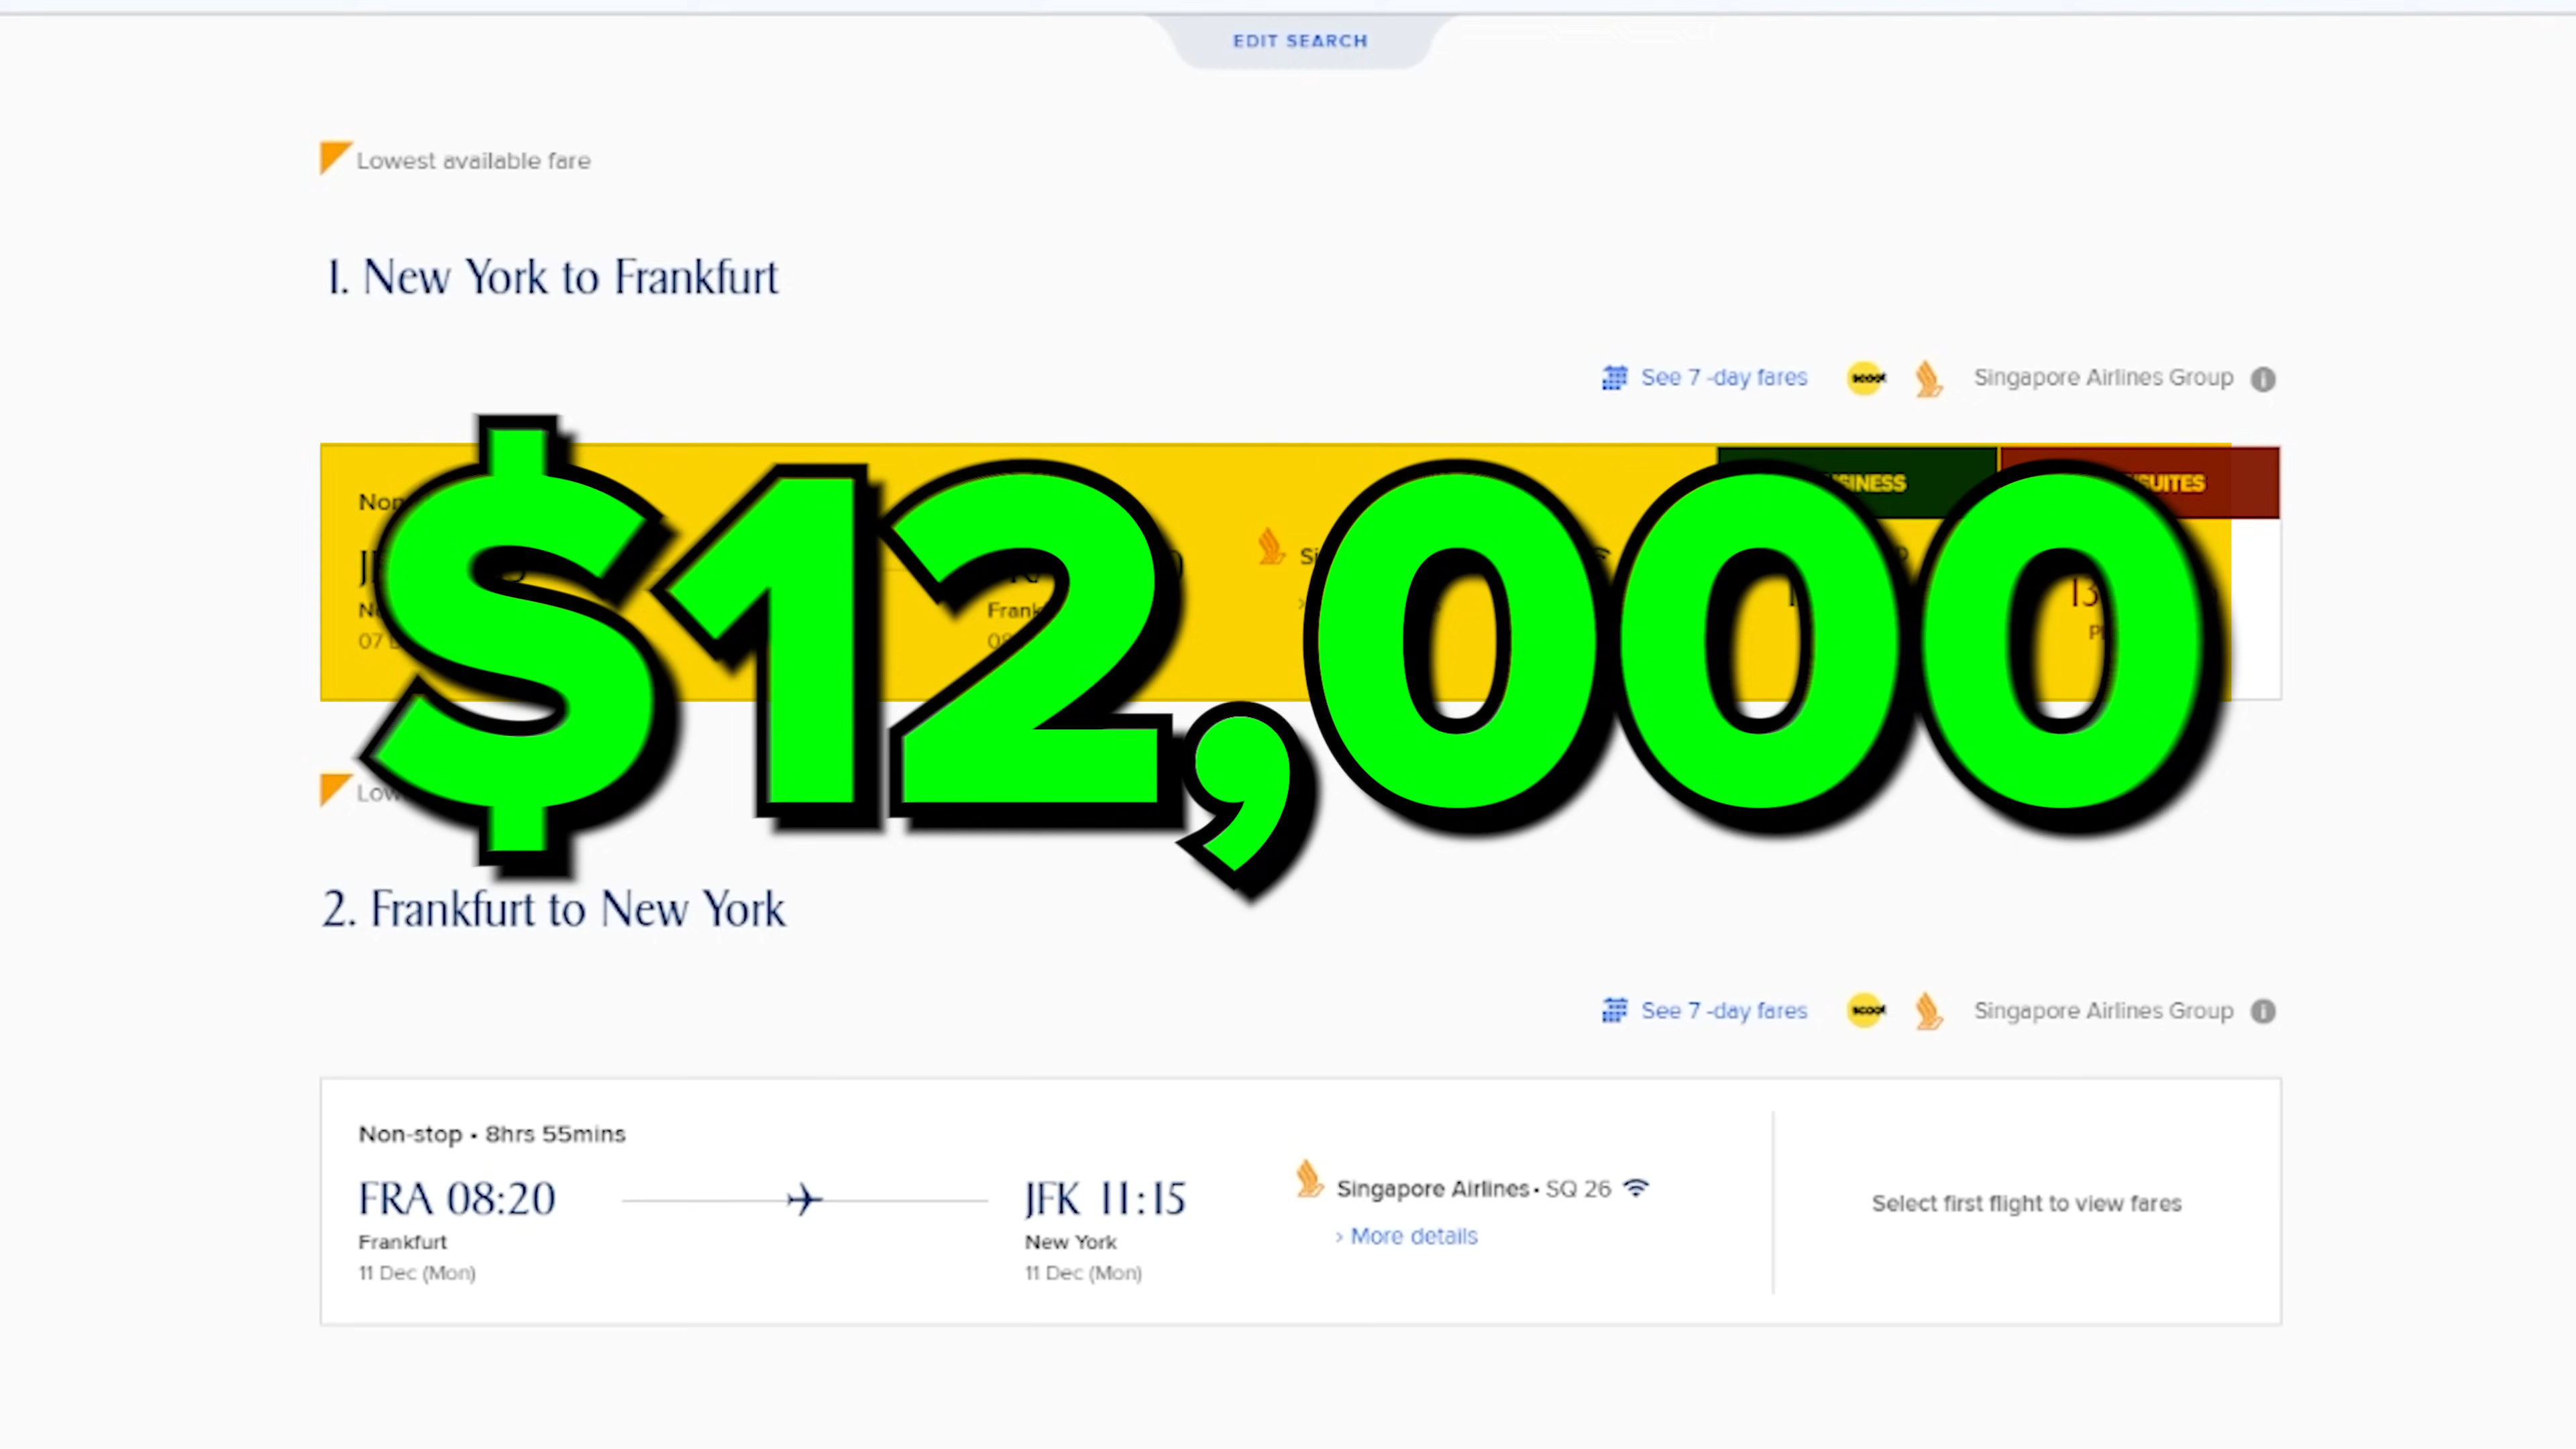 EDIT SEARCH
Lowest available fare
1. New York to Frankfurt
See 7 -day fares scoot Singapore Airlines Group
$12,000
2. Frankfurt to New York
See 7 -day fares scoot Singapore Airlines Group
Non-stop • 8hrs 55mins
FRA 08:20 JFK 11:15
Singapore Airlines • SQ 26
Frankfurt New York
› More details
11 Dec (Mon) 11 Dec (Mon)
Select first flight to view fares